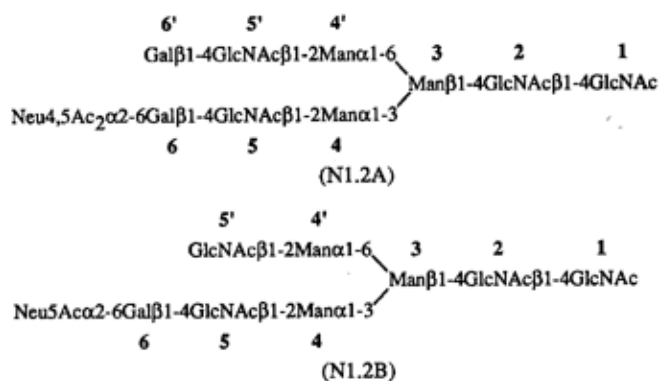 6' 5' 4'
Galβ1-4GlcNAcβ1-2Manα1-6 3 2 1
Manβ1-4GlcNAcβ1-4GlcNAc
Neu4,5Ac₂α2-6Galβ1-4GlcNAcβ1-2Manα1-3
6 5 4
(N1.2A)
5' 4'
GlcNAcβ1-2Manα1-6 3 2 1
Manβ1-4GlcNAcβ1-4GlcNAc
Neu5Acα2-6Galβ1-4GlcNAcβ1-2Manα1-3
6 5 4
(N1.2B)